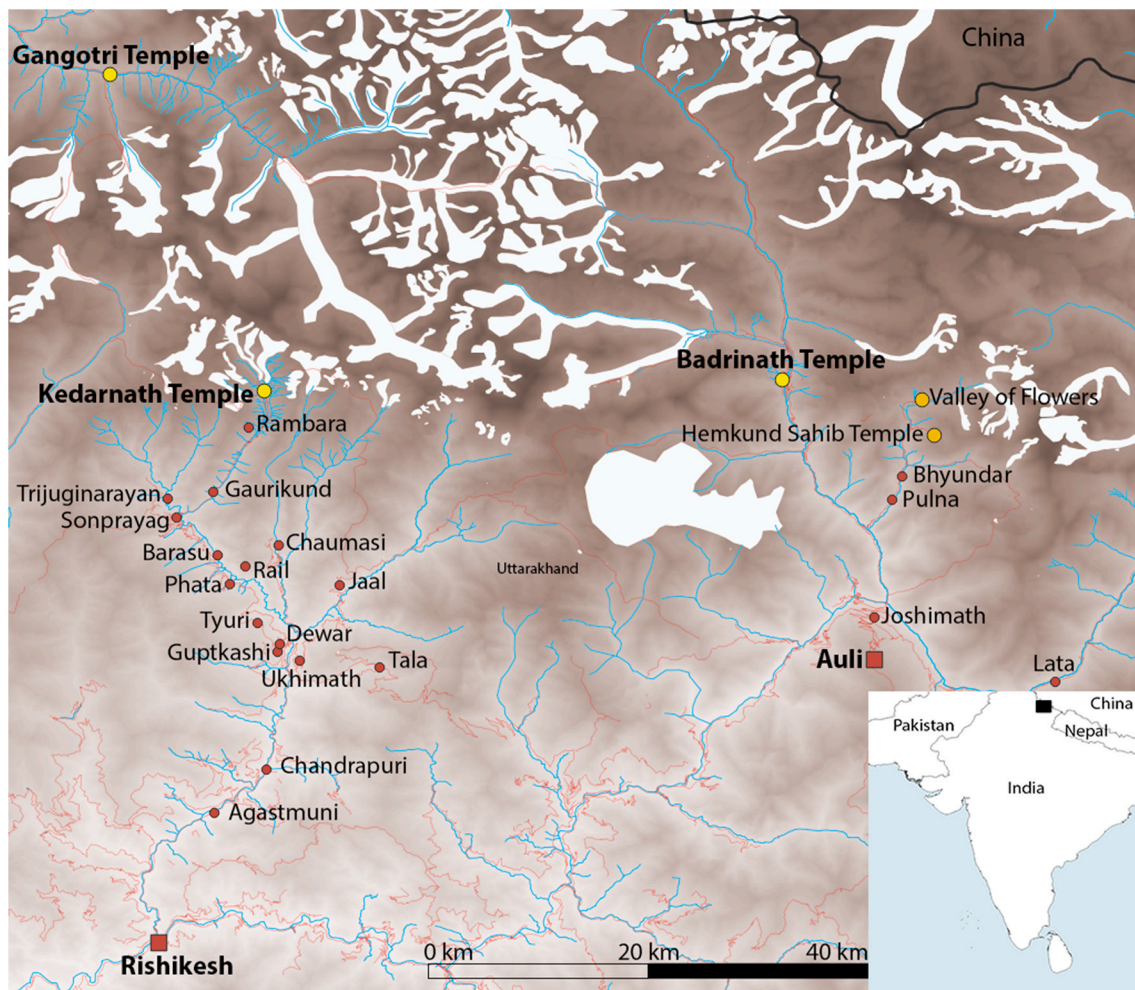 China
Gangotri Temple
Badrinath Temple
Kedarnath Temple
Valley of Flowers
Rambara
Hemkund Sahib Temple
Bhyundar
Trijuginarayan
Gaurikund
Pulna
Sonprayag
Chaumasi
Barasu
Rail
Uttarakhand
Phata
Jaal
Tyuri
Joshimath
Dewar
Guptkashi
Tala
Auli
Lata
Ukhimath
China
Pakistan
Nepal
Chandrapuri
India
Agastmuni
0 km
20 km
40 km
Rishikesh